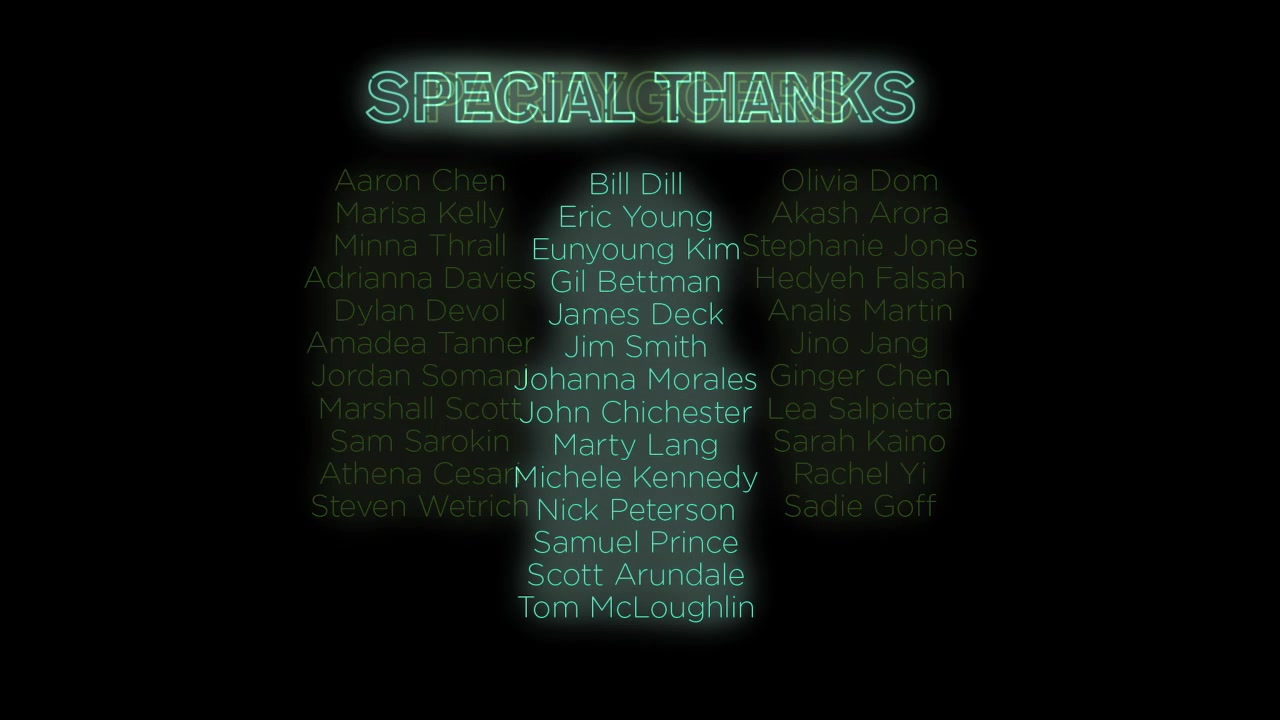 SPECIAL THANKS
PARTYGOERS
Aaron Chen
Marisa Kelly
Minna Thrall
Adrianna Davies
Dylan Devol
Amadea Tanner
Jordan Somani
Marshall Scott
Sam Sarokin
Athena Cesari
Steven Wetrich
Bill Dill
Eric Young
Eunyoung Kim
Gil Bettman
James Deck
Jim Smith
Johanna Morales
John Chichester
Marty Lang
Michele Kennedy
Nick Peterson
Samuel Prince
Scott Arundale
Tom McLoughlin
Olivia Dom
Akash Arora
Stephanie Jones
Hedyeh Falsah
Analis Martin
Jino Jang
Ginger Chen
Lea Salpietra
Sarah Kaino
Rachel Yi
Sadie Goff